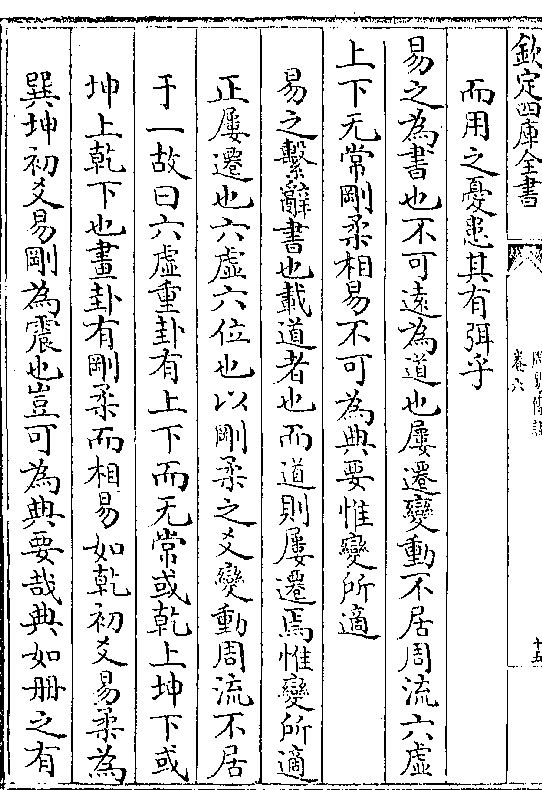 欽定四庫全書
卷六
十五
而用之憂患其有弭乎
易之為書也不可遠為道也屢遷變動不居周流六虛
上下无常剛柔相易不可為典要惟變所適
易之繫辭書也載道者也而道則屢遷焉惟變所適
正屢遷也六虛六位也以剛柔之爻變動周流不居
于一故曰六虛重卦有上下而无常或乾上坤下或
坤上乾下也畫卦有剛柔而相易如乾初爻易柔為
巽坤初爻易剛為震也豈可為典要哉典如冊之有